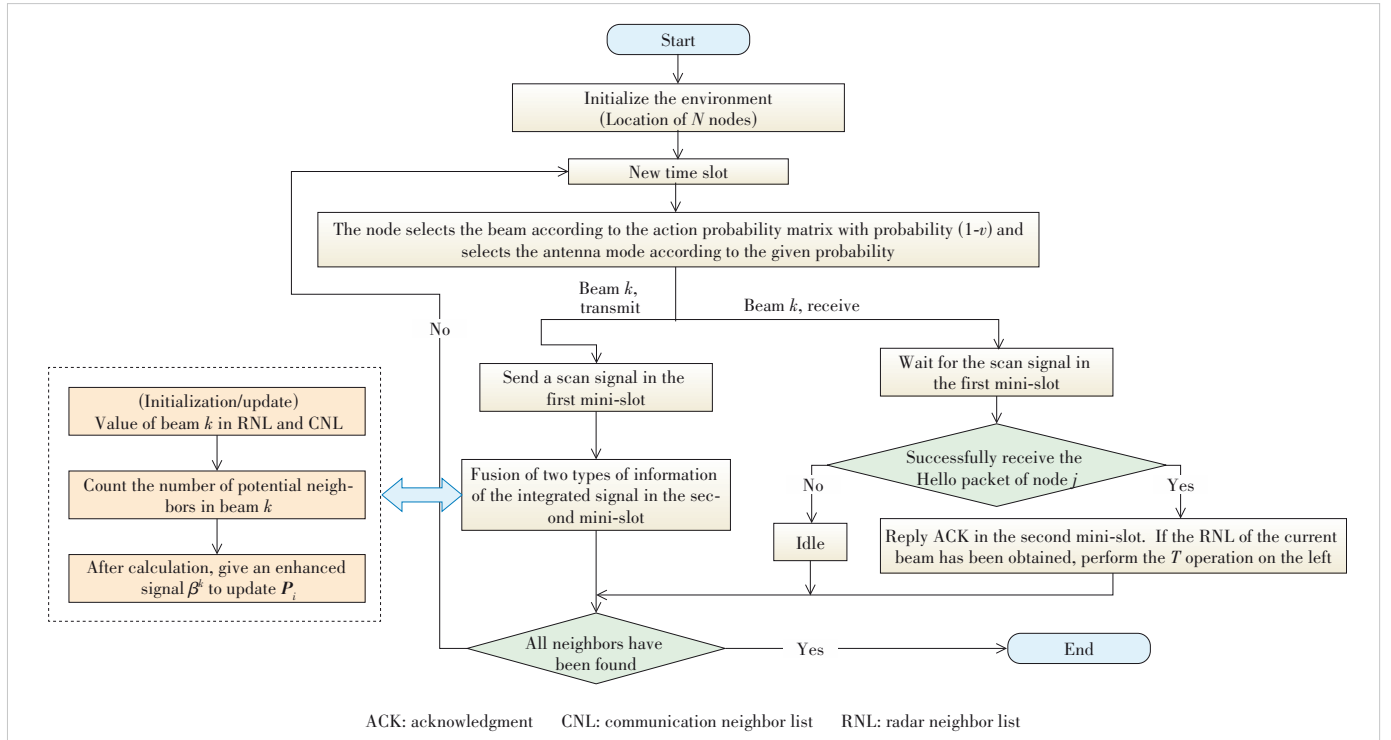 Start
Initialize the environment
(Location of N nodes)
New time slot
The node selects the beam according to the action probability matrix with probability (1-v) and
selects the antenna mode according to the given probability
Beam k,
transmit
Beam k, receive
No
Send a scan signal in the
first mini-slot
Wait for the scan signal in
the first mini-slot
(Initialization/update)
Value of beam k in RNL and CNL
Count the number of potential neigh-
bors in beam k
After calculation, give an enhanced
signal βᵏ to update Pᵢ
Fusion of two types of information
of the integrated signal in the sec-
ond mini-slot
Successfully receive the
Hello packet of node j
No
Yes
Idle
Reply ACK in the second mini-slot. If the RNL of the current
beam has been obtained, perform the T operation on the left
All neighbors have
been found
Yes
End
ACK: acknowledgment CNL: communication neighbor list RNL: radar neighbor list